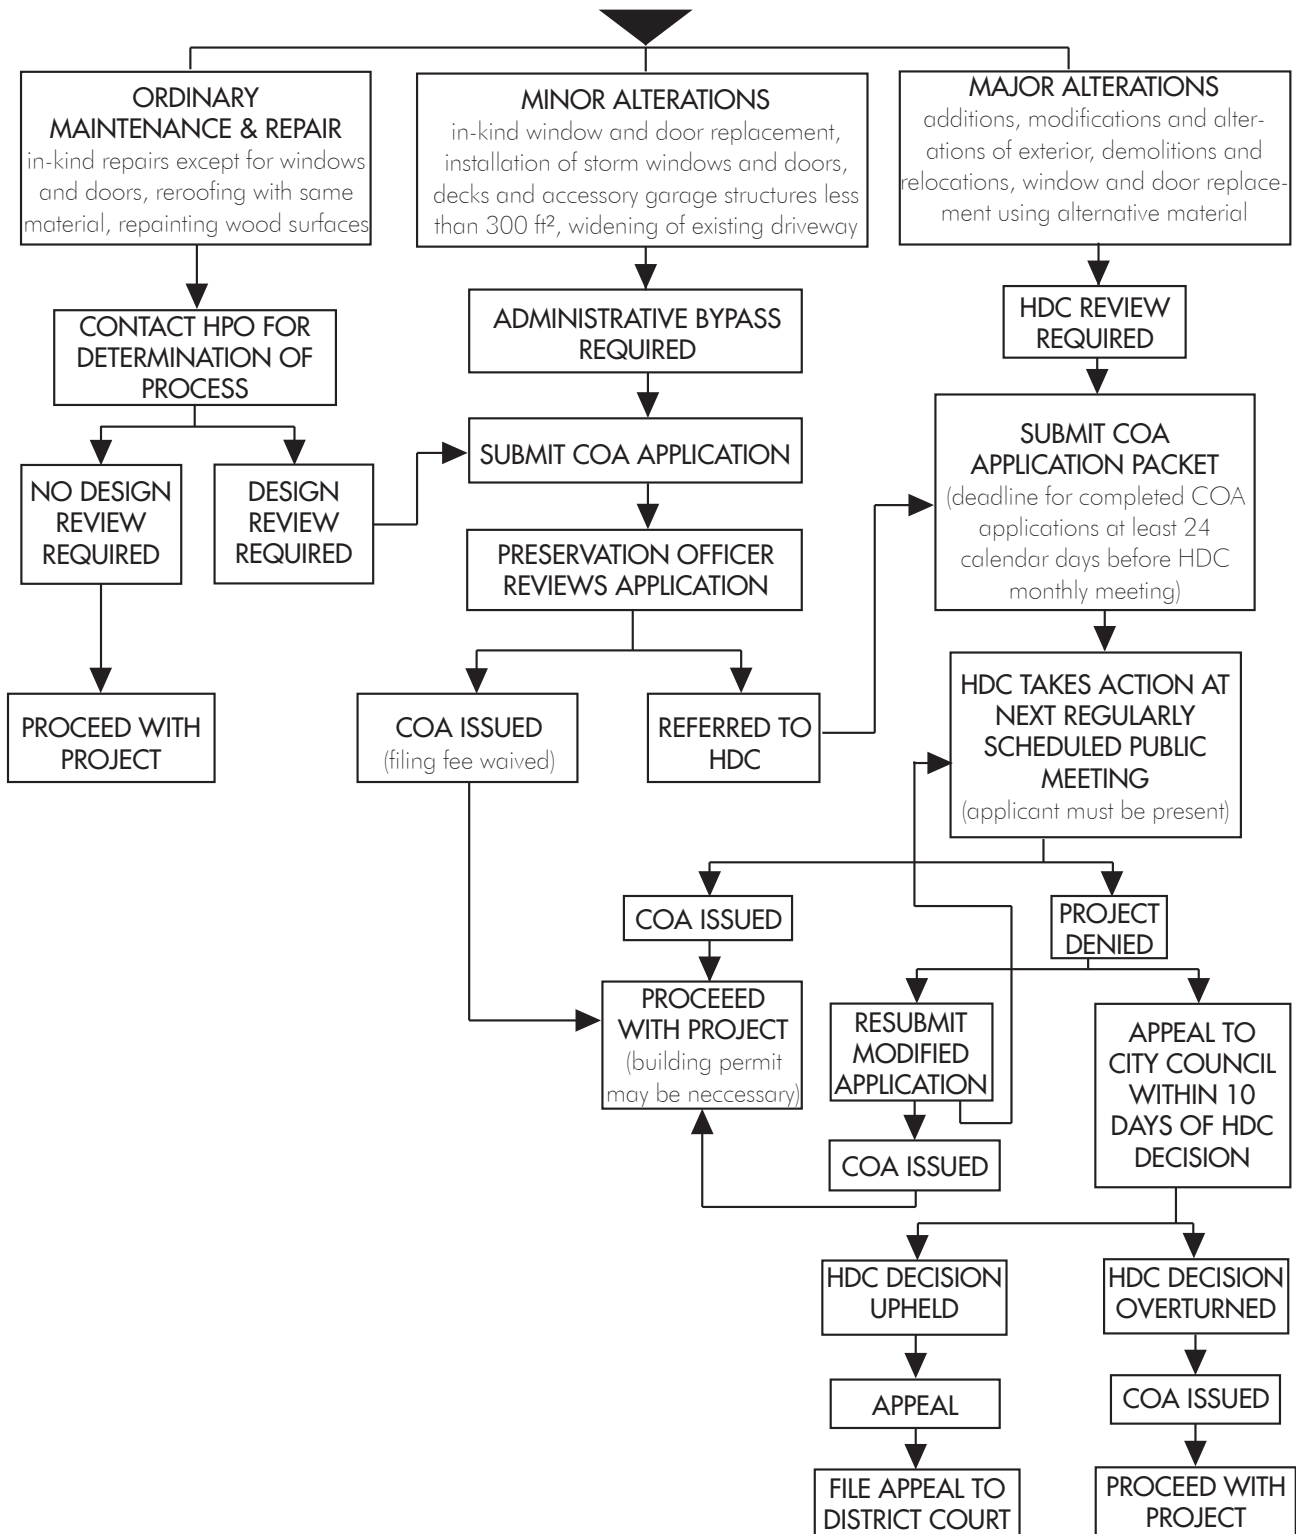 ORDINARY
MAINTENANCE & REPAIR
in-kind repairs except for windows
and doors, reroofing with same
material, repainting wood surfaces
MINOR ALTERATIONS
in-kind window and door replacement,
installation of storm windows and doors,
decks and accessory garage structures less
than 300 ft², widening of existing driveway
MAJOR ALTERATIONS
additions, modifications and alter-
ations of exterior, demolitions and
relocations, window and door replace-
ment using alternative material
CONTACT HPO FOR
DETERMINATION OF
PROCESS
ADMINISTRATIVE BYPASS
REQUIRED
HDC REVIEW
REQUIRED
NO DESIGN
REVIEW
REQUIRED
DESIGN
REVIEW
REQUIRED
SUBMIT COA APPLICATION
SUBMIT COA
APPLICATION PACKET
(deadline for completed COA
applications at least 24
calendar days before HDC
monthly meeting)
PRESERVATION OFFICER
REVIEWS APPLICATION
PROCEED WITH
PROJECT
COA ISSUED
(filing fee waived)
REFERRED TO
HDC
HDC TAKES ACTION AT
NEXT REGULARLY
SCHEDULED PUBLIC
MEETING
(applicant must be present)
COA ISSUED
PROJECT
DENIED
PROCEEED
WITH PROJECT
(building permit
may be neccessary)
RESUBMIT
MODIFIED
APPLICATION
APPEAL TO
CITY COUNCIL
WITHIN 10
DAYS OF HDC
DECISION
COA ISSUED
HDC DECISION
UPHELD
HDC DECISION
OVERTURNED
APPEAL
COA ISSUED
FILE APPEAL TO
DISTRICT COURT
PROCEED WITH
PROJECT